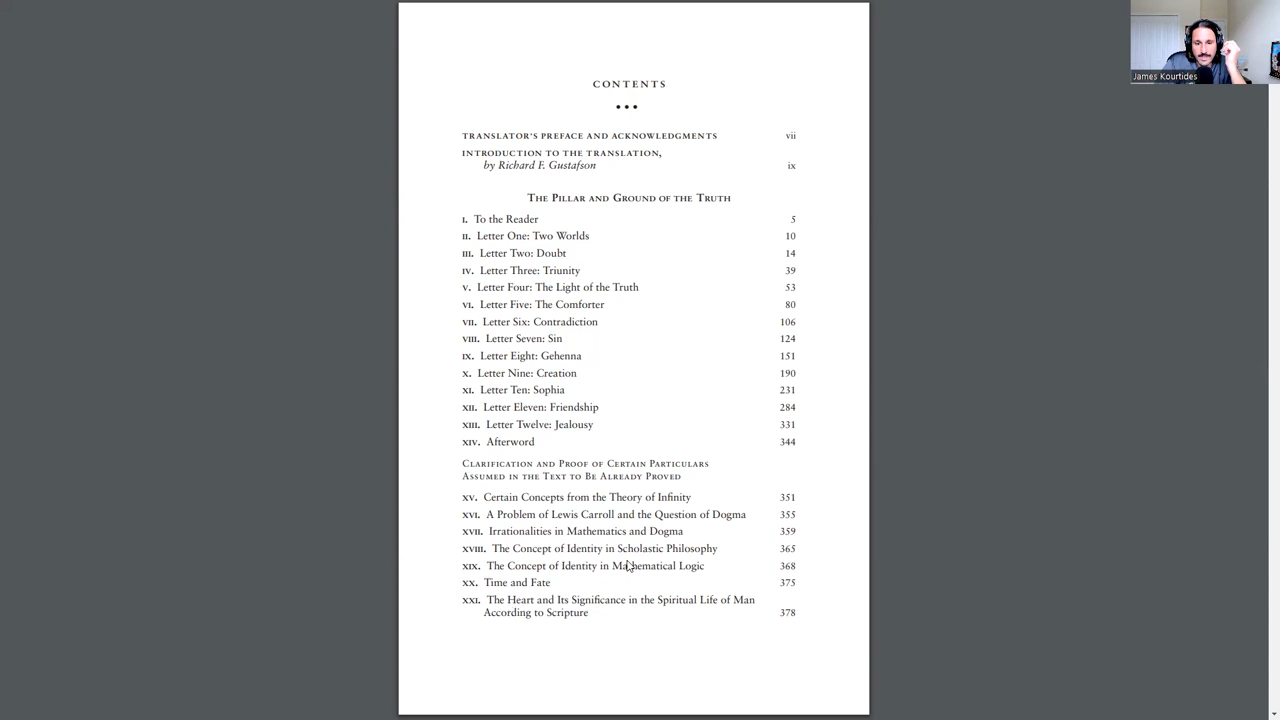 CONTENTS
•••
TRANSLATOR'S PREFACE AND ACKNOWLEDGMENTS vii
INTRODUCTION TO THE TRANSLATION,
by Richard F. Gustafson ix
THE PILLAR AND GROUND OF THE TRUTH
I. To the Reader 5
II. Letter One: Two Worlds 10
III. Letter Two: Doubt 14
IV. Letter Three: Triunity 39
V. Letter Four: The Light of the Truth 53
VI. Letter Five: The Comforter 80
VII. Letter Six: Contradiction 106
VIII. Letter Seven: Sin 124
IX. Letter Eight: Gehenna 151
X. Letter Nine: Creation 190
XI. Letter Ten: Sophia 231
XII. Letter Eleven: Friendship 284
XIII. Letter Twelve: Jealousy 331
XIV. Afterword 344
CLARIFICATION AND PROOF OF CERTAIN PARTICULARS
ASSUMED IN THE TEXT TO BE ALREADY PROVED
XV. Certain Concepts from the Theory of Infinity 351
XVI. A Problem of Lewis Carroll and the Question of Dogma 355
XVII. Irrationalities in Mathematics and Dogma 359
XVIII. The Concept of Identity in Scholastic Philosophy 365
XIX. The Concept of Identity in Mathematical Logic 368
XX. Time and Fate 375
XXI. The Heart and Its Significance in the Spiritual Life of Man
According to Scripture 378
James Kourtides